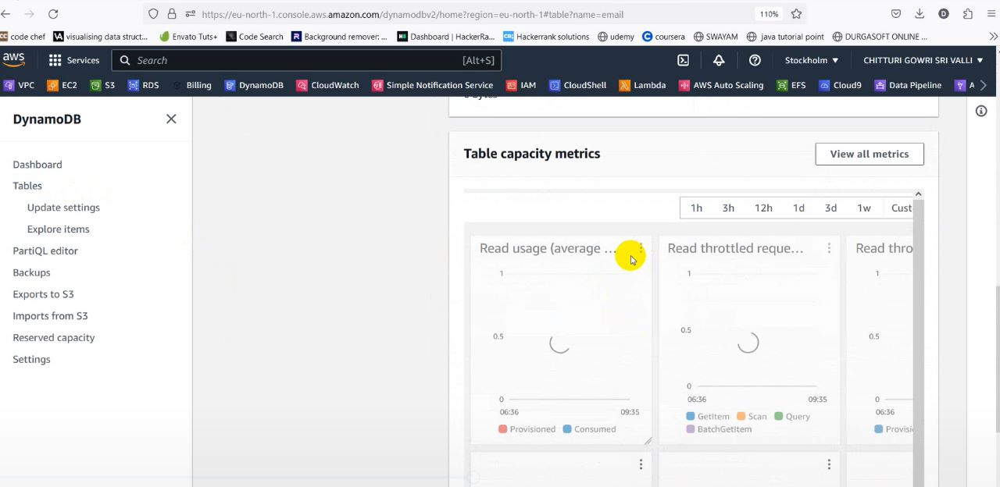 https://eu-north-1.console.aws.amazon.com/dynamodbv2/home?region=eu-north-1#table?name=email
110%
code chef
visualising data struct...
Envato Tuts+
Code Search
Background remover: ...
Dashboard | HackerRa...
Hackerrank solutions
udemy
coursera
SWAYAM
java tutorial point
DURGASOFT ONLINE ...
aws
Services
Search
[Alt+S]
Stockholm
CHITTURI GOWRI SRI VALLI
VPC
EC2
S3
RDS
Billing
DynamoDB
CloudWatch
Simple Notification Service
IAM
CloudShell
Lambda
AWS Auto Scaling
EFS
Cloud9
Data Pipeline
A
DynamoDB
Dashboard
Tables
Update settings
Explore items
PartiQL editor
Backups
Exports to S3
Imports from S3
Reserved capacity
Settings
Table capacity metrics
View all metrics
1h 3h 12h 1d 3d 1w Cust
Read usage (average ...
1
0.5
0
06:36 09:35
Provisioned Consumed
Read throttled reque...
1
0.5
0
06:36 09:35
GetItem Scan Query
BatchGetItem
Read thro
1
0.5
0
06:36
Provisi